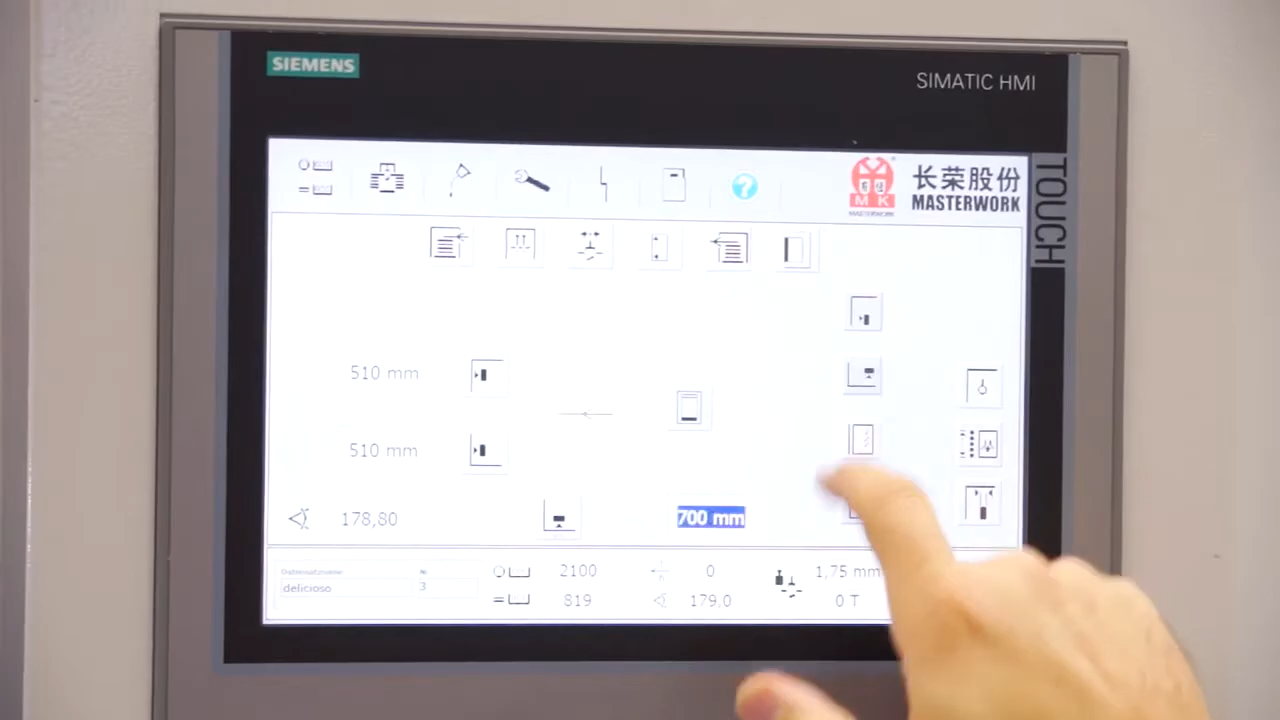 SIEMENS
SIMATIC HMI
TOUCH
长荣股份
MASTERWORK
M K
510 mm
510 mm
178,80
700 mm
2100
0
1,75 mm
delicioso
3
819
179,0
0 T